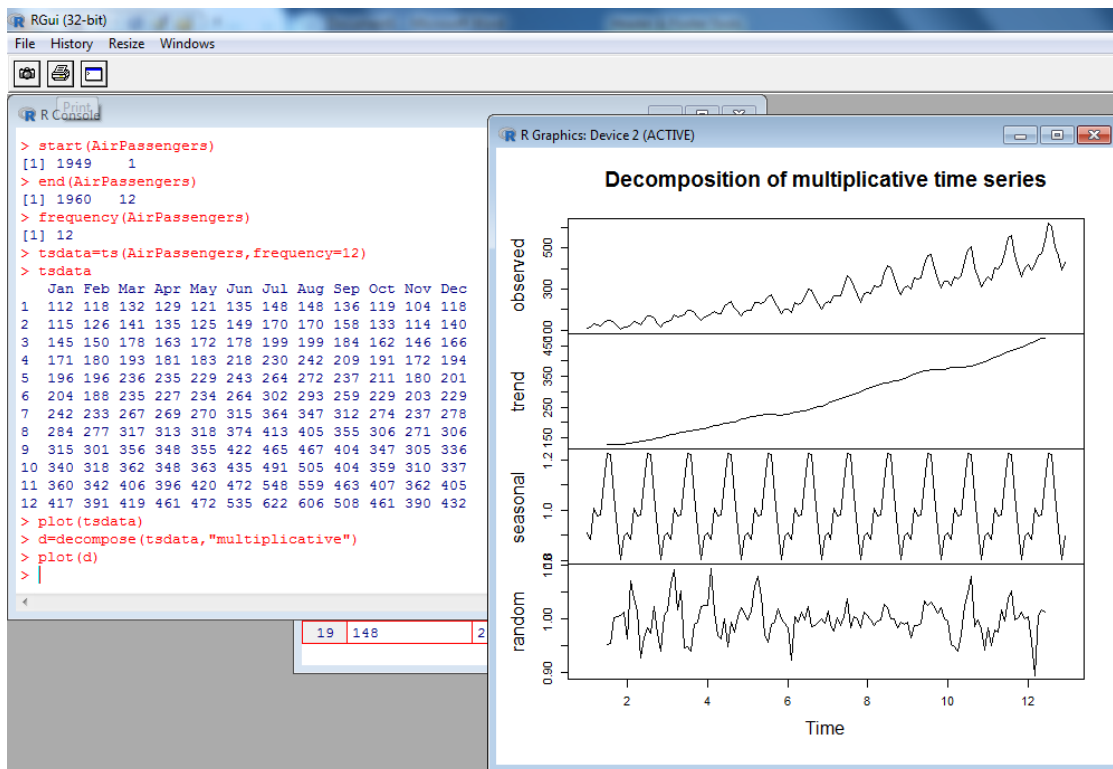 RGui (32-bit)
File History Resize Windows
Print
R Console
> start(AirPassengers)
[1] 1949    1
> end(AirPassengers)
[1] 1960   12
> frequency(AirPassengers)
[1] 12
> tsdata=ts(AirPassengers,frequency=12)
> tsdata
   Jan Feb Mar Apr May Jun Jul Aug Sep Oct Nov Dec
1  112 118 132 129 121 135 148 148 136 119 104 118
2  115 126 141 135 125 149 170 170 158 133 114 140
3  145 150 178 163 172 178 199 199 184 162 146 166
4  171 180 193 181 183 218 230 242 209 191 172 194
5  196 196 236 235 229 243 264 272 237 211 180 201
6  204 188 235 227 234 264 302 293 259 229 203 229
7  242 233 267 269 270 315 364 347 312 274 237 278
8  284 277 317 313 318 374 413 405 355 306 271 306
9  315 301 356 348 355 422 465 467 404 347 305 336
10 340 318 362 348 363 435 491 505 404 359 310 337
11 360 342 406 396 420 472 548 559 463 407 362 405
12 417 391 419 461 472 535 622 606 508 461 390 432
> plot(tsdata)
> d=decompose(tsdata,"multiplicative")
> plot(d)
>
19 148 2
R Graphics: Device 2 (ACTIVE)
Decomposition of multiplicative time series
observed
500
300
trend
450
350
250
150
seasonal
1.2
1.0
random
1.00
0.90
2 4 6 8 10 12
Time